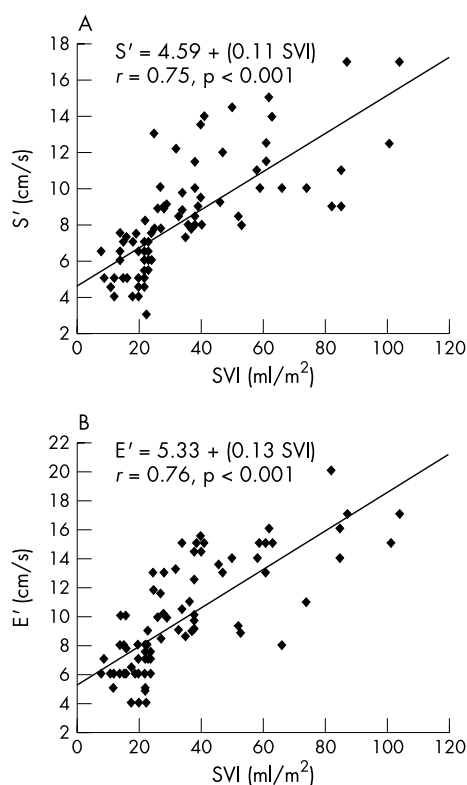 A
S′ = 4.59 + (0.11 SVI)
r = 0.75, p < 0.001
18
16
14
12
10
8
6
4
2
S′ (cm/s)
0 20 40 60 80 100 120
SVI (ml/m²)
B
E′ = 5.33 + (0.13 SVI)
r = 0.76, p < 0.001
22
20
18
16
14
12
10
8
6
4
2
E′ (cm/s)
0 20 40 60 80 100 120
SVI (ml/m²)